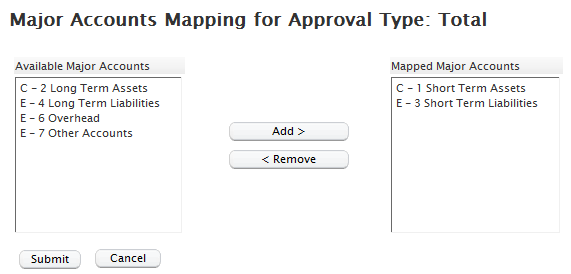 Major Accounts Mapping for Approval Type: Total
Available Major Accounts
C - 2 Long Term Assets
E - 4 Long Term Liabilities
E - 6 Overhead
E - 7 Other Accounts
Add >
< Remove
Mapped Major Accounts
C - 1 Short Term Assets
E - 3 Short Term Liabilities
Submit
Cancel